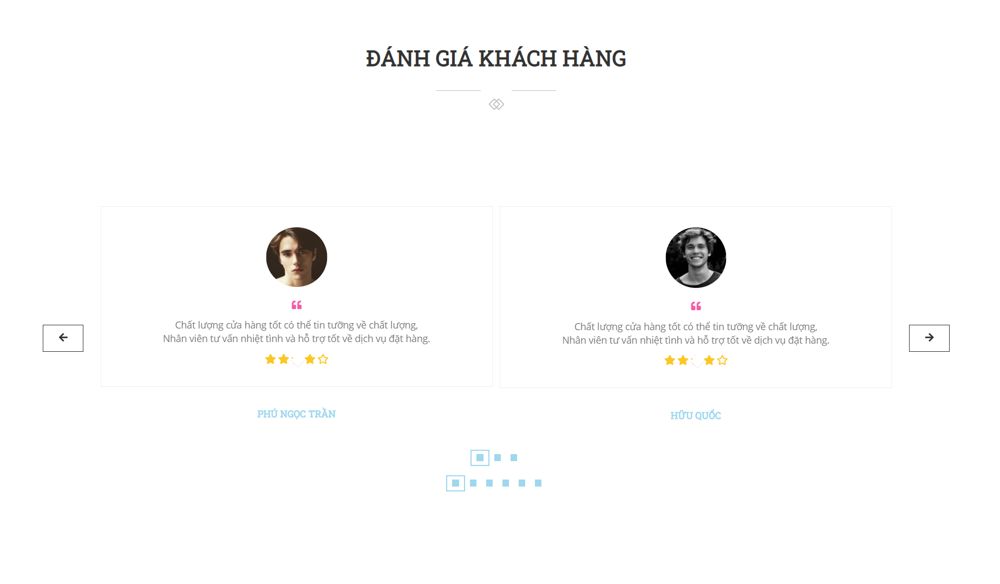 ĐÁNH GIÁ KHÁCH HÀNG
Chất lượng cửa hàng tốt có thể tin tưỡng về chất lượng,
Nhân viên tư vấn nhiệt tình và hỗ trợ tốt về dịch vụ đặt hàng.
PHÚ NGỌC TRẦN
Chất lượng cửa hàng tốt có thể tin tưỡng về chất lượng,
Nhân viên tư vấn nhiệt tình và hỗ trợ tốt về dịch vụ đặt hàng.
HỮU QUỐC